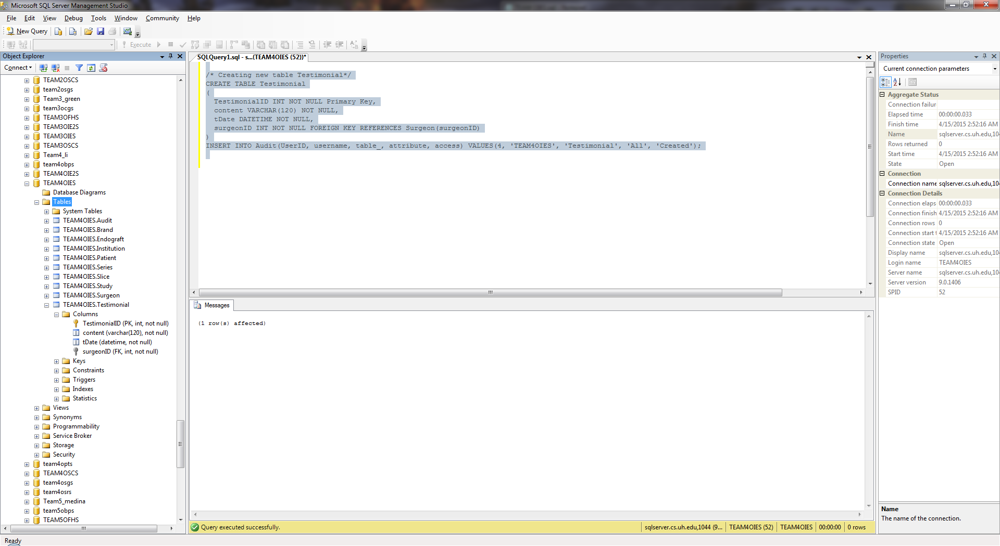 Microsoft SQL Server Management Studio
File Edit View Debug Tools Window Community Help
New Query
Execute
Object Explorer
Connect
TEAM2OSCS
team2osgs
Team3_green
team3ocgs
TEAM3OFHS
TEAM3OIE2S
TEAM3OIES
TEAM3OSCS
Team4_li
team4obps
TEAM4OIE2S
TEAM4OIES
Database Diagrams
Tables
System Tables
TEAM4OIES.Audit
TEAM4OIES.Brand
TEAM4OIES.Endograft
TEAM4OIES.Institution
TEAM4OIES.Patient
TEAM4OIES.Series
TEAM4OIES.Slice
TEAM4OIES.Study
TEAM4OIES.Surgeon
TEAM4OIES.Testimonial
Columns
TestimonialID (PK, int, not null)
content (varchar(120), not null)
tDate (datetime, not null)
surgeonID (FK, int, not null)
Keys
Constraints
Triggers
Indexes
Statistics
Views
Synonyms
Programmability
Service Broker
Storage
Security
team4opts
TEAM4OSCS
team4osgs
team4osrs
Team5_medina
team5obps
TEAM5OFHS
SQLQuery1.sql - s...(TEAM4OIES (52))*
/* Creating new table Testimonial*/
CREATE TABLE Testimonial
(
TestimonialID INT NOT NULL Primary Key,
content VARCHAR(120) NOT NULL,
tDate DATETIME NOT NULL,
surgeonID INT NOT NULL FOREIGN KEY REFERENCES Surgeon(surgeonID)
)
INSERT INTO Audit(UserID, username, table_, attribute, access) VALUES(4, 'TEAM4OIES', 'Testimonial', 'All', 'Created');
Messages
(1 row(s) affected)
Query executed successfully.
sqlserver.cs.uh.edu,1044 (9... TEAM4OIES (52) TEAM4OIES 00:00:00 0 rows
Properties
Current connection parameters
Aggregate Status
Connection failur
Elapsed time 00:00:00.033
Finish time 4/15/2015 2:52:16 AM
Name sqlserver.cs.uh.edu,104
Rows returned 0
Start time 4/15/2015 2:52:16 AM
State Open
Connection
Connection name sqlserver.cs.uh.edu,104
Connection Details
Connection elaps 00:00:00.033
Connection finish 4/15/2015 2:52:16 AM
Connection rows 0
Connection start t 4/15/2015 2:52:16 AM
Connection state Open
Display name sqlserver.cs.uh.edu,104
Login name TEAM4OIES
Server name sqlserver.cs.uh.edu,10
Server version 9.0.1406
SPID 52
Name
The name of the connection.
Ready